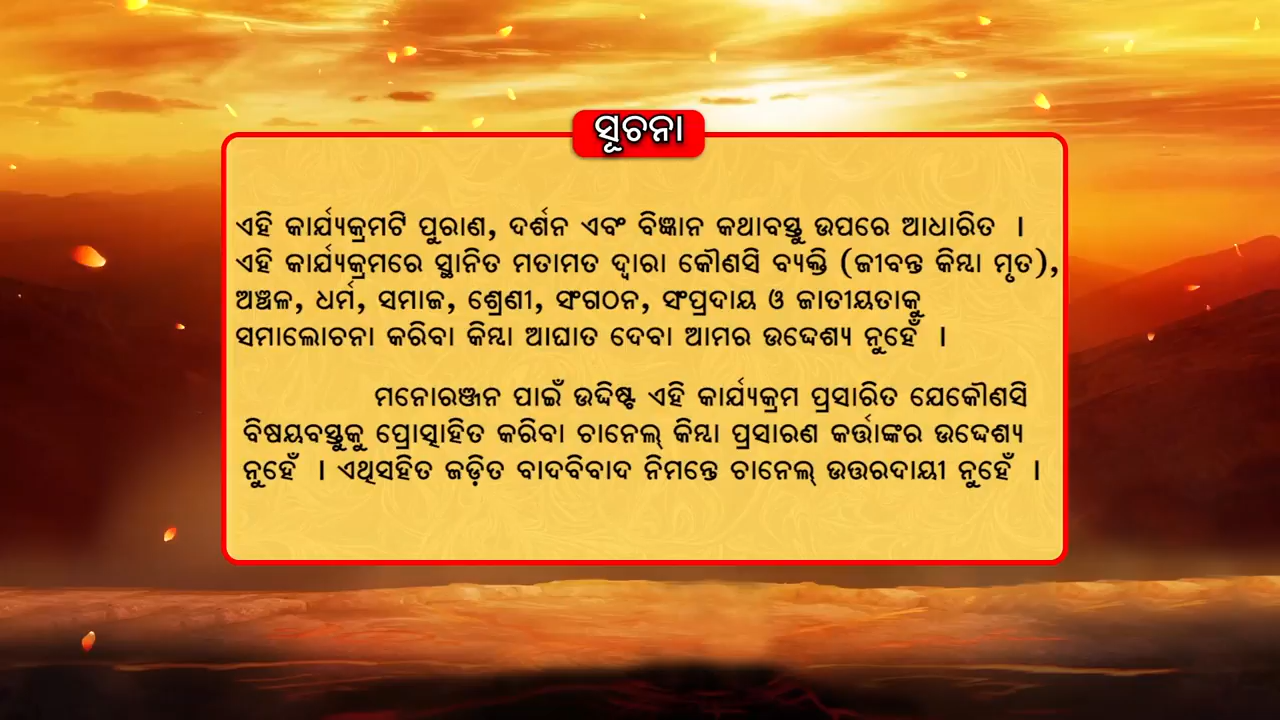 ସୂଚନା
ଏହି କାର୍ଯ୍ୟକ୍ରମଟି ପୁରାଣ, ଦର୍ଶନ ଏବଂ ବିଜ୍ଞାନ କଥାବସ୍ତୁ ଉପରେ ଆଧାରିତ ।
ଏହି କାର୍ଯ୍ୟକ୍ରମରେ ସ୍ଥାନିତ ମତାମତ ଦ୍ୱାରା କୌଣସି ବ୍ୟକ୍ତି (ଜୀବନ୍ତ କିମ୍ୱା ମୃତ),
ଅଞ୍ଚଳ, ଧର୍ମ, ସମାଜ, ଶ୍ରେଣୀ, ସଂଗଠନ, ସଂପ୍ରଦାୟ ଓ ଜାତୀୟତାକୁ
ସମାଲୋଚନା କରିବା କିମ୍ୱା ଆଘାତ ଦେବା ଆମର ଉଦ୍ଦେଶ୍ୟ ନୁହେଁ ।
ମନୋରଞ୍ଜନ ପାଇଁ ଉଦ୍ଦିଷ୍ଟ ଏହି କାର୍ଯ୍ୟକ୍ରମ ପ୍ରସାରିତ ଯେକୌଣସି
ବିଷୟବସ୍ତୁକୁ ପ୍ରୋତ୍ସାହିତ କରିବା ଚାନେଲ୍ କିମ୍ୱା ପ୍ରସାରଣ କର୍ତ୍ତାଙ୍କର ଉଦ୍ଦେଶ୍ୟ
ନୁହେଁ । ଏଥିସହିତ ଜଡ଼ିତ ବାଦବିବାଦ ନିମନ୍ତେ ଚାନେଲ୍ ଉତ୍ତରଦାୟୀ ନୁହେଁ ।